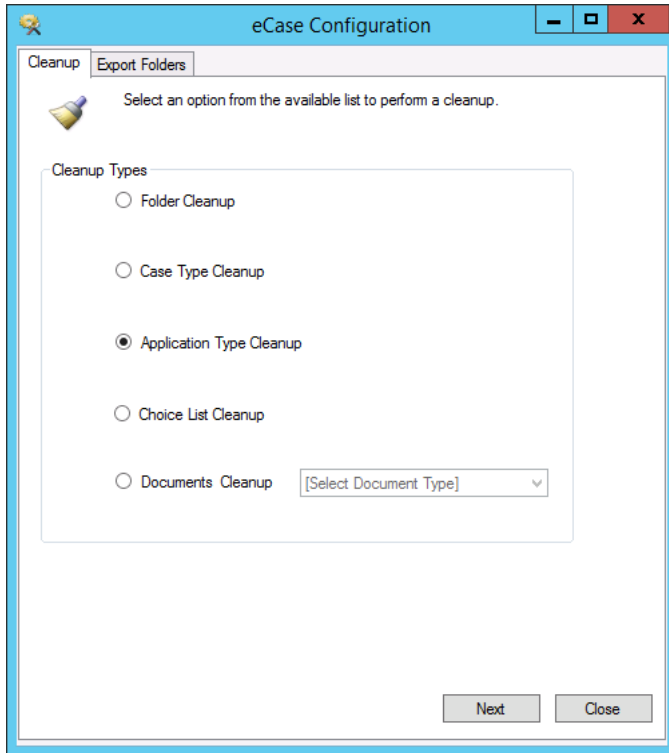 eCase Configuration
Cleanup
Export Folders
Select an option from the available list to perform a cleanup.
Cleanup Types
Folder Cleanup
Case Type Cleanup
Application Type Cleanup
Choice List Cleanup
Documents Cleanup [Select Document Type]
Next Close